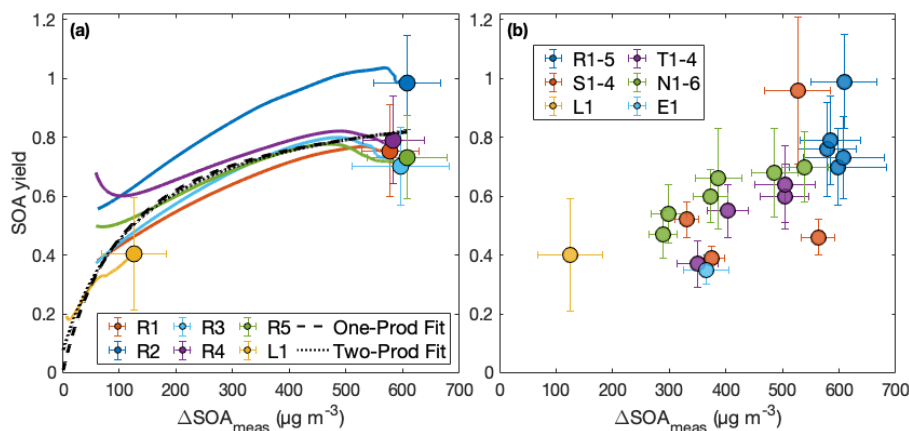 (a)
1.2
1
0.8
0.6
0.4
0.2
0
SOA yield
R1 R3 R5 One-Prod Fit
R2 R4 L1 Two-Prod Fit
0 100 200 300 400 500 600 700
ΔSOAmeas (µg m⁻³)
(b)
1.2
1
0.8
0.6
0.4
0.2
0
R1-5 T1-4
S1-4 N1-6
L1 E1
0 100 200 300 400 500 600 700
ΔSOAmeas (µg m⁻³)